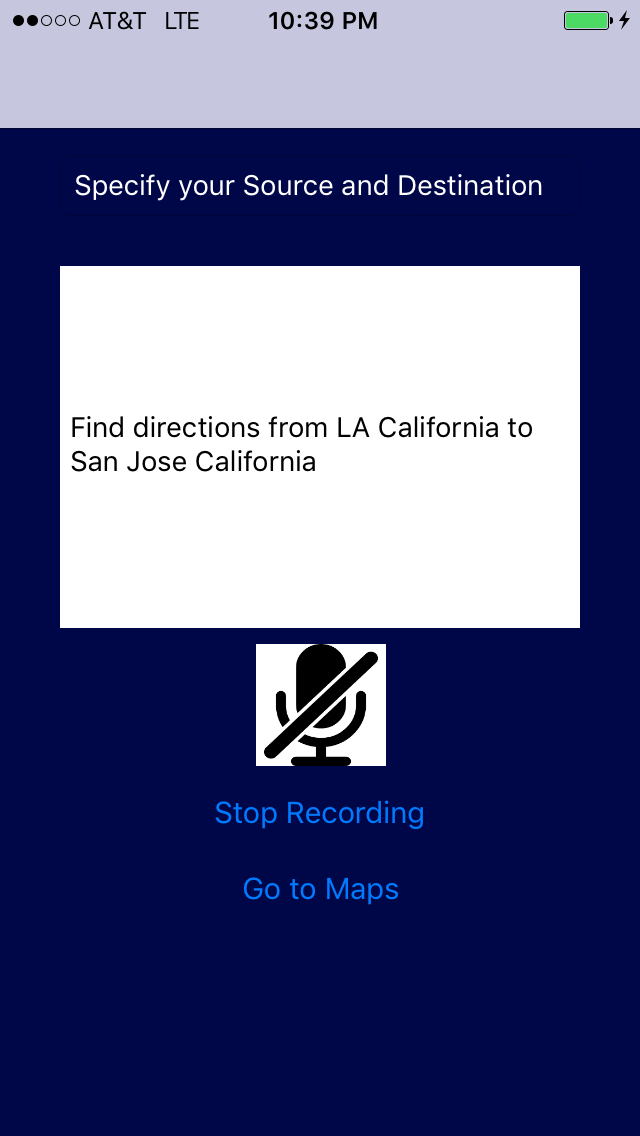 AT&T LTE 10:39 PM
Specify your Source and Destination
Find directions from LA California to
San Jose California
Stop Recording
Go to Maps